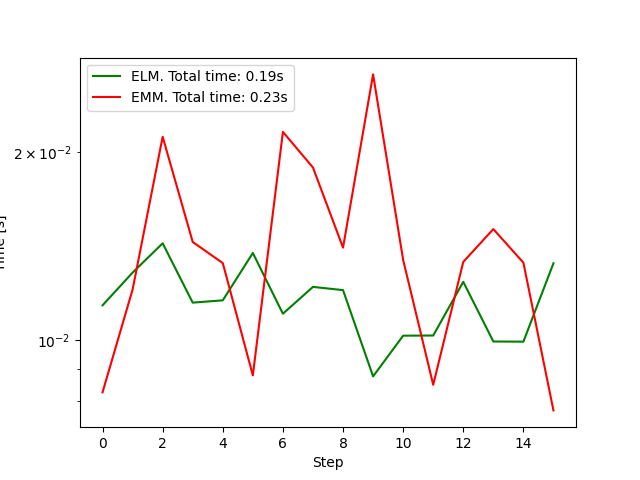 ELM. Total time: 0.19s
EMM. Total time: 0.23s
2 × 10⁻²
10⁻²
Time [s]
0 2 4 6 8 10 12 14
Step